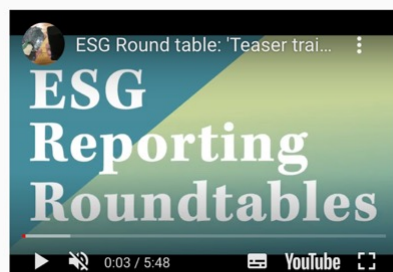 ESG Round table: 'Teaser trai...
ESG
Reporting
Roundtables
0:03 / 5:48
YouTube